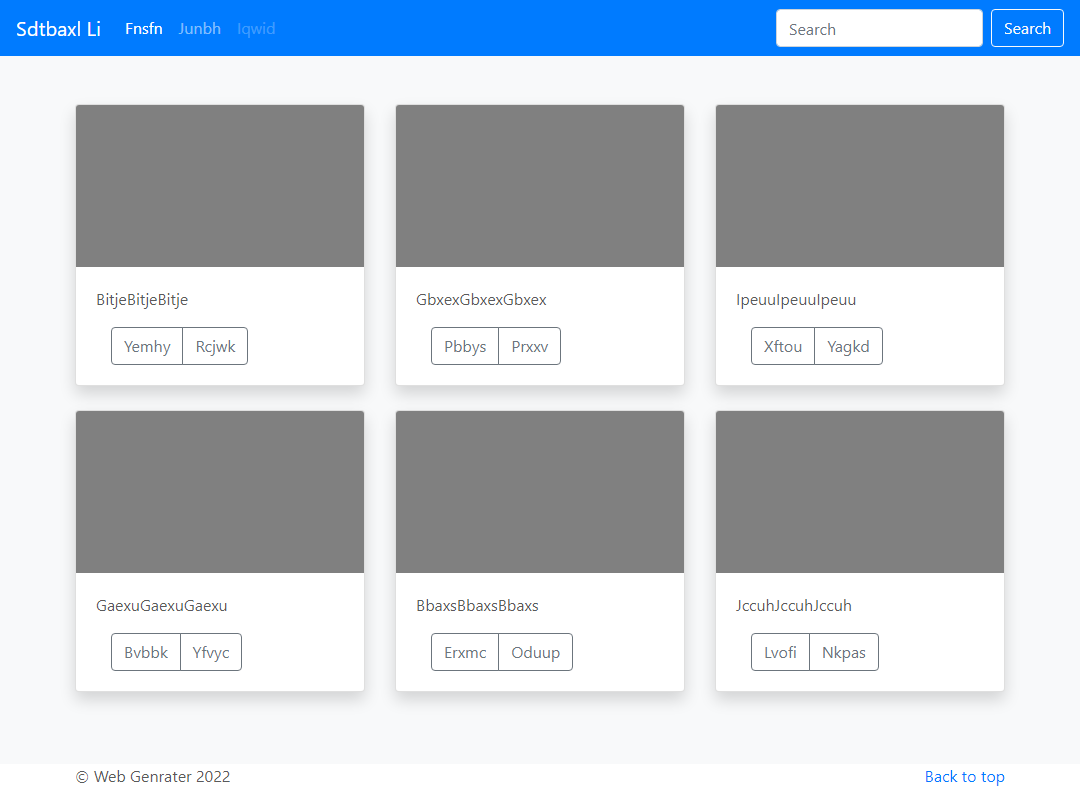 Sdtbaxl Li Fnsfn Junbh Iqwid Search Search
BitjeBitjeBitje GbxexGbxexGbxex IpeuuIpeuuIpeuu
Yemhy Rcjwk Pbbys Prxxv Xftou Yagkd
GaexuGaexuGaexu BbaxsBbaxsBbaxs JccuhJccuhJccuh
Bvbbk Yfvyc Erxmc Oduup Lvofi Nkpas
© Web Genrater 2022 Back to top